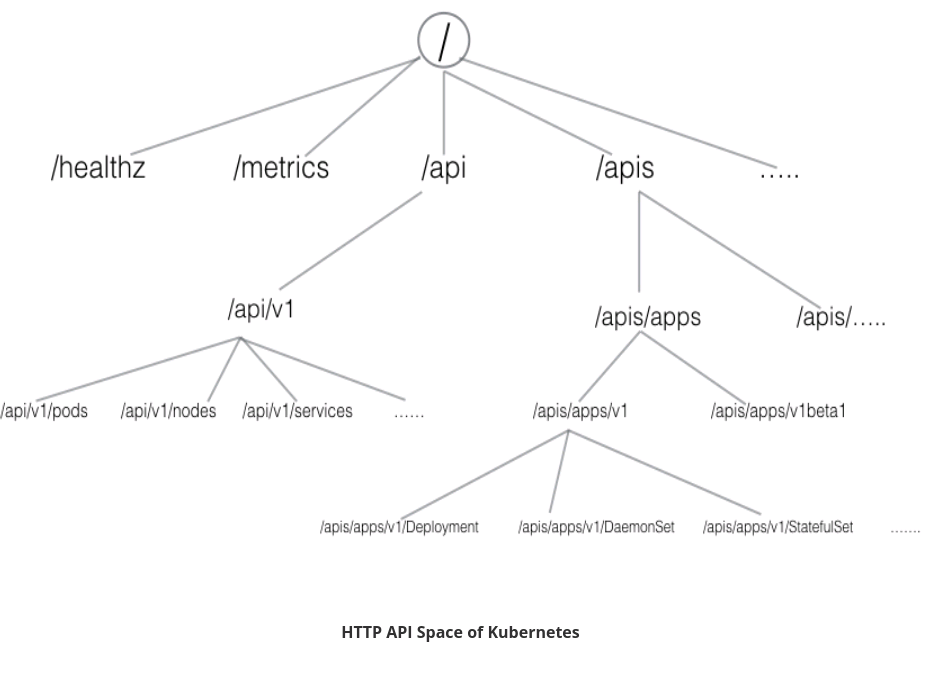 /
/healthz /metrics /api /apis .....
/api/v1 /apis/apps /apis/.....
/api/v1/pods /api/v1/nodes /api/v1/services ...... /apis/apps/v1 /apis/apps/v1beta1
/apis/apps/v1/Deployment /apis/apps/v1/DaemonSet /apis/apps/v1/StatefulSet .......
HTTP API Space of Kubernetes